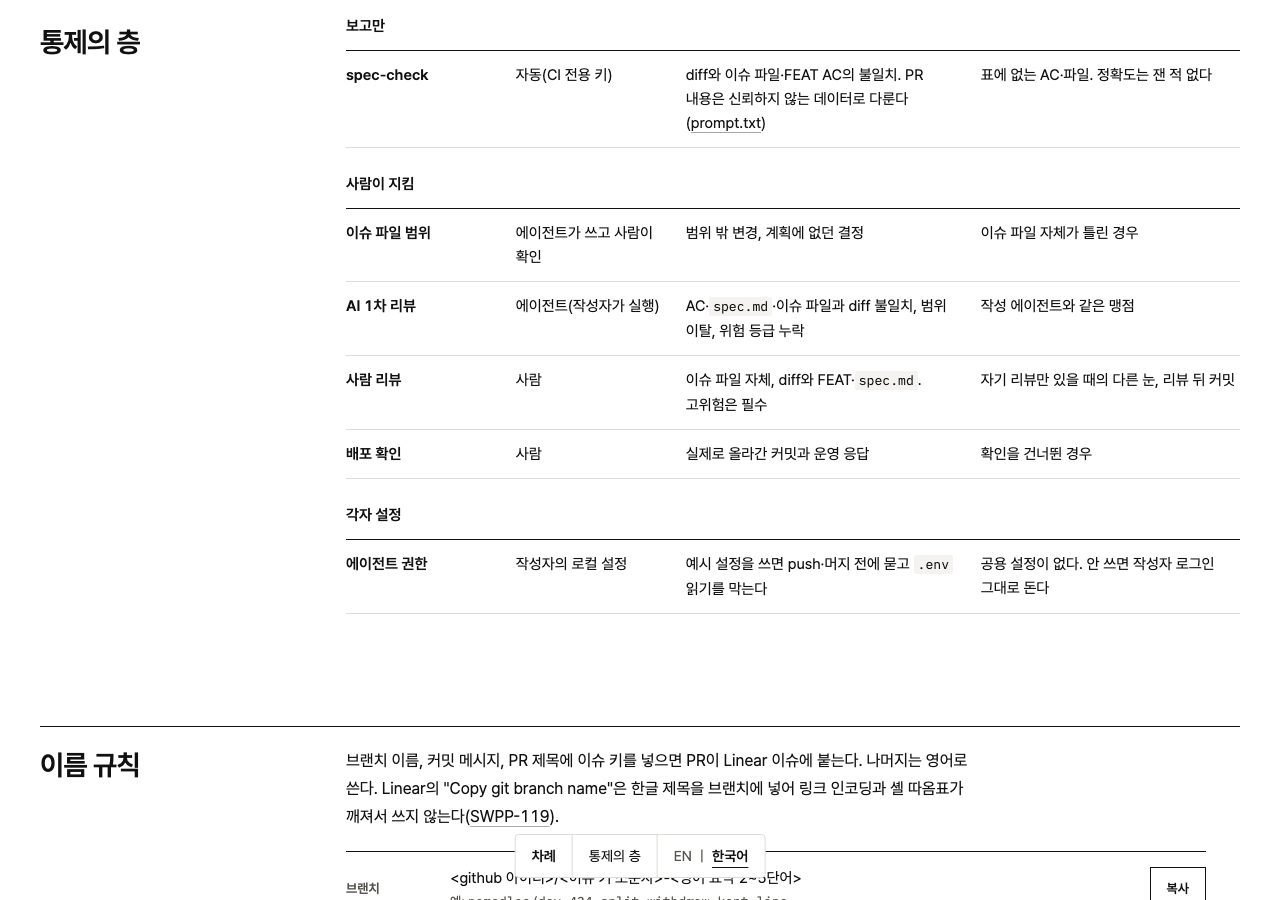 통제의 층
보고만
spec-check
자동(CI 전용 키)
diff와 이슈 파일·FEAT AC의 불일치. PR
내용은 신뢰하지 않는 데이터로 다룬다
(prompt.txt)
표에 없는 AC·파일. 정확도는 잰 적 없다
사람이 지킴
이슈 파일 범위
에이전트가 쓰고 사람이
확인
범위 밖 변경, 계획에 없던 결정
이슈 파일 자체가 틀린 경우
AI 1차 리뷰
에이전트(작성자가 실행)
AC·spec.md·이슈 파일과 diff 불일치, 범위
이탈, 위험 등급 누락
작성 에이전트와 같은 맹점
사람 리뷰
사람
이슈 파일 자체, diff와 FEAT·spec.md.
고위험은 필수
자기 리뷰만 있을 때의 다른 눈, 리뷰 뒤 커밋
배포 확인
사람
실제로 올라간 커밋과 운영 응답
확인을 건너뛴 경우
각자 설정
에이전트 권한
작성자의 로컬 설정
예시 설정을 쓰면 push·머지 전에 묻고 .env
읽기를 막는다
공용 설정이 없다. 안 쓰면 작성자 로그인
그대로 돈다
이름 규칙
브랜치 이름, 커밋 메시지, PR 제목에 이슈 키를 넣으면 PR이 Linear 이슈에 붙는다. 나머지는 영어로
쓴다. Linear의 "Copy git branch name"은 한글 제목을 브랜치에 넣어 링크 인코딩과 셸 따옴표가
깨져서 쓰지 않는다(SWPP-119).
차례
통제의 층
EN | 한국어
브랜치
<github
단어>
복사